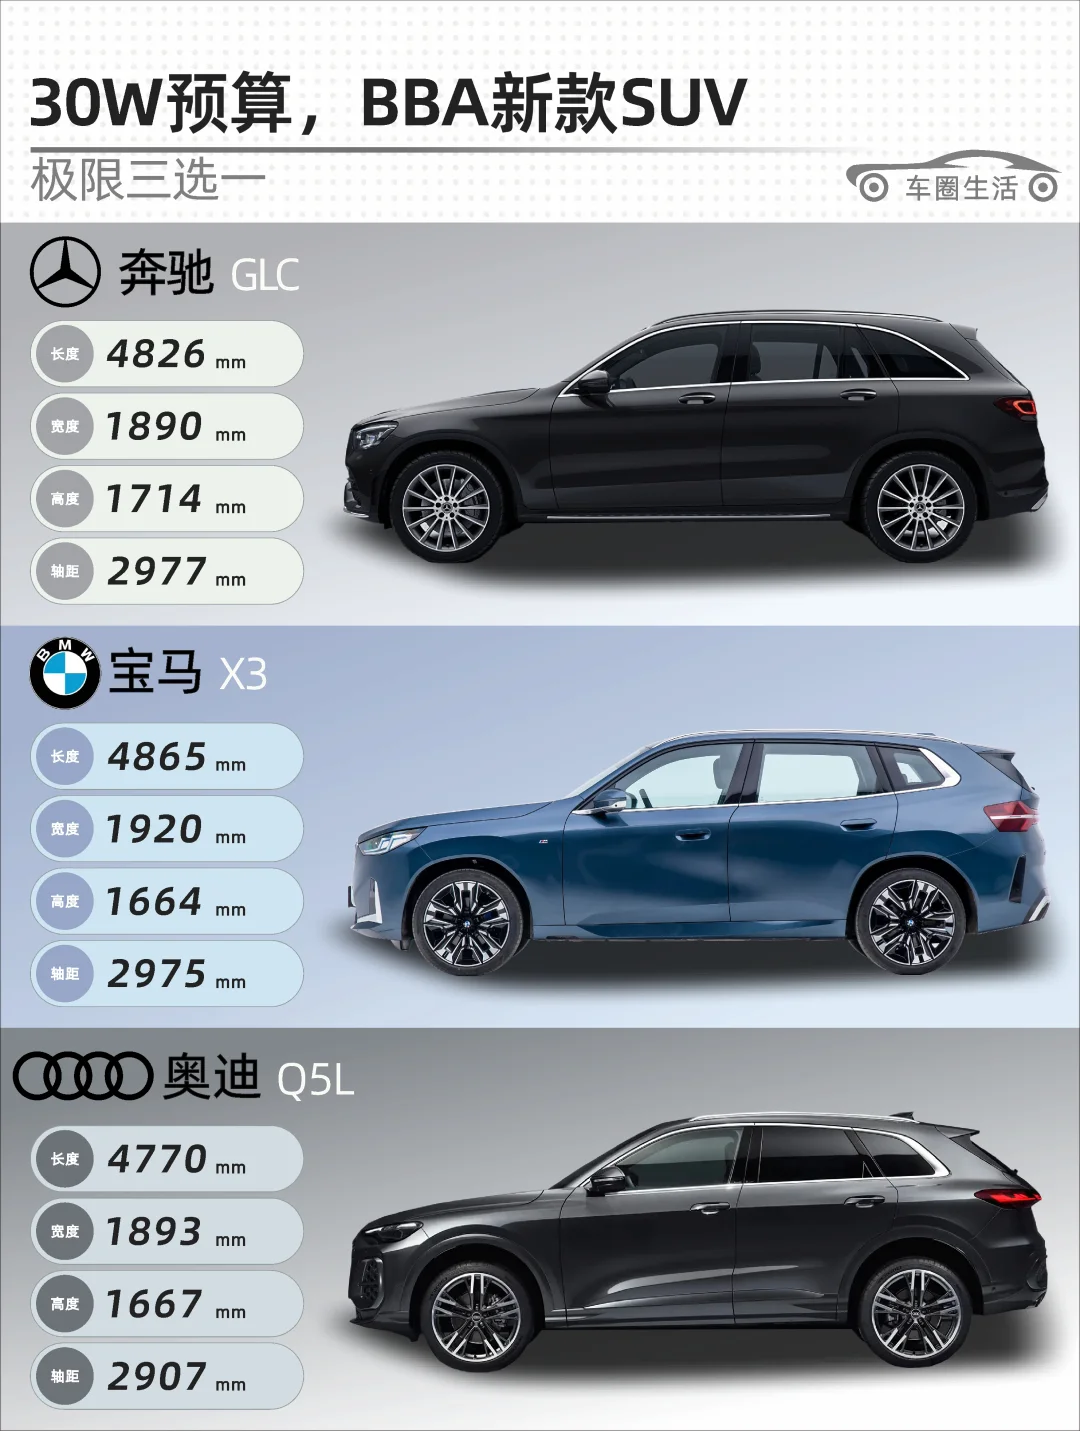 30W预算，BBA新款SUV
极限三选一
车圈生活
奔驰 GLC
长度 4826 mm
宽度 1890 mm
高度 1714 mm
轴距 2977 mm
BMW
宝马 X3
长度 4865 mm
宽度 1920 mm
高度 1664 mm
轴距 2975 mm
奥迪 Q5L
长度 4770 mm
宽度 1893 mm
高度 1667 mm
轴距 2907 mm